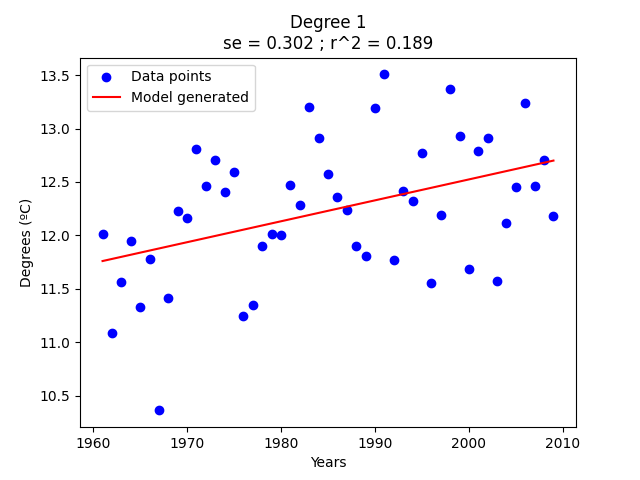 Degree 1
se = 0.302 ; r^2 = 0.189
Data points
Model generated
Degrees (ºC)
13.5
13.0
12.5
12.0
11.5
11.0
10.5
1960 1970 1980 1990 2000 2010
Years